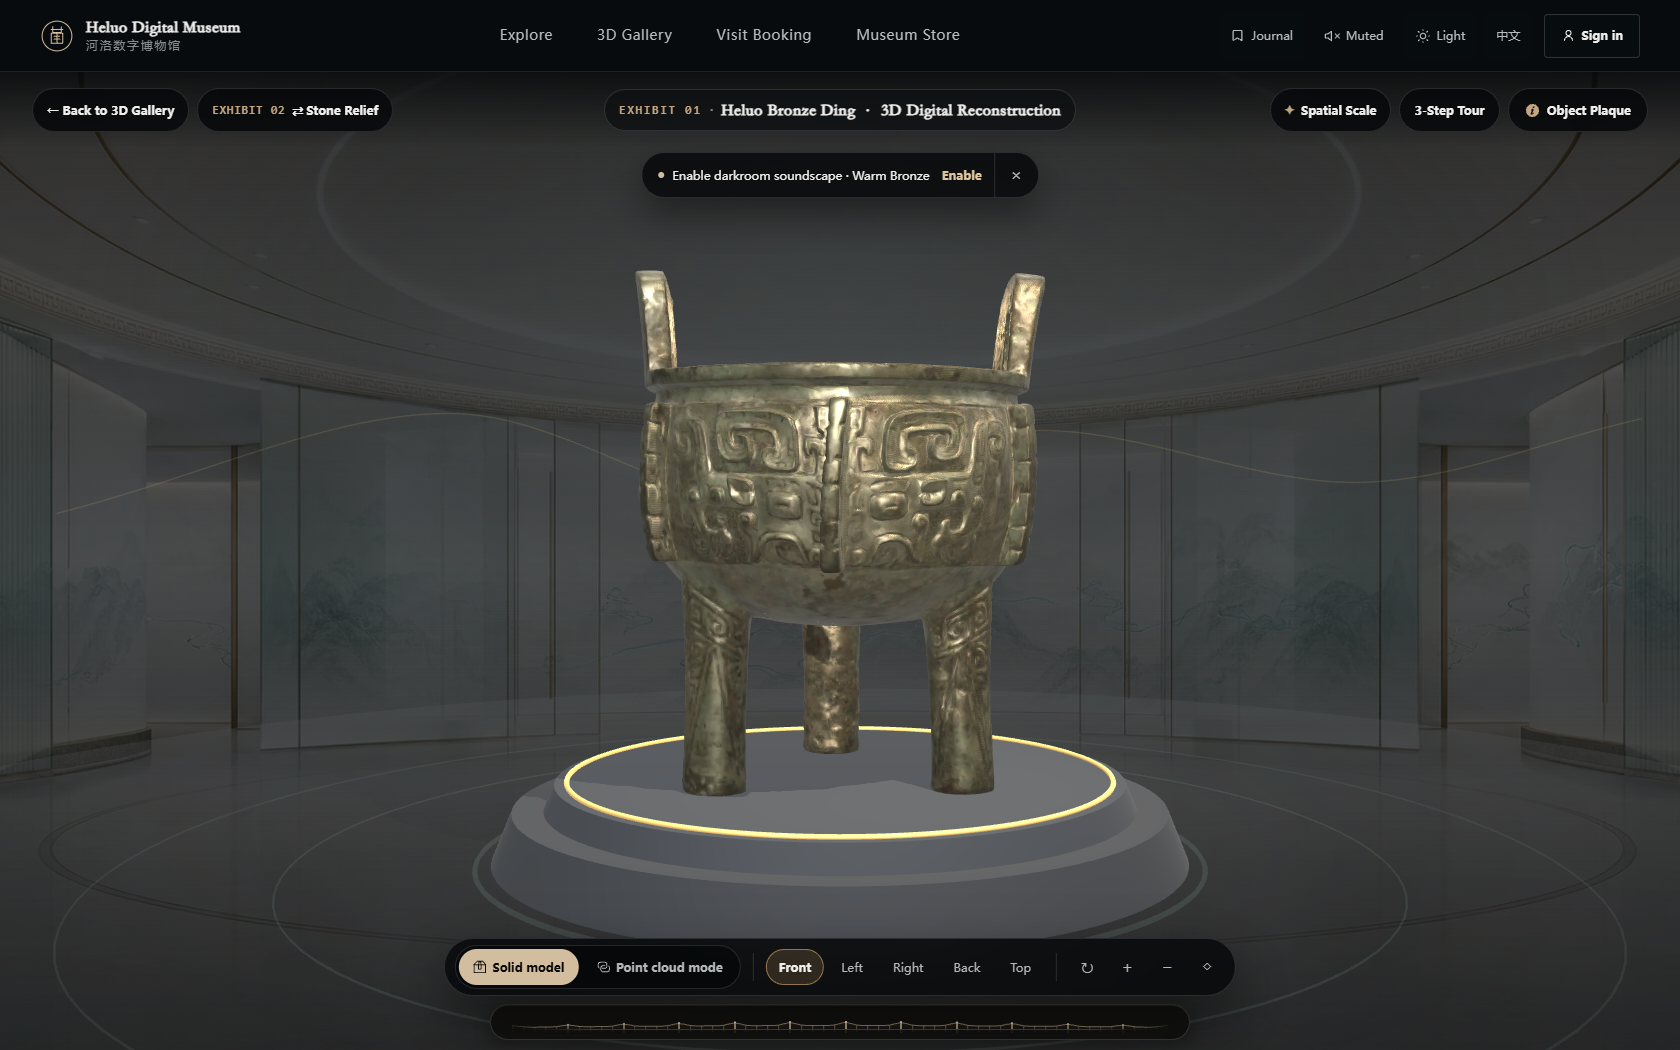 Heluo Digital Museum
河洛数字博物馆
Explore
3D Gallery
Visit Booking
Museum Store
Journal
Muted
Light
中文
Sign in
← Back to 3D Gallery
EXHIBIT 02 ⇄ Stone Relief
EXHIBIT 01 · Heluo Bronze Ding · 3D Digital Reconstruction
Spatial Scale
3-Step Tour
Object Plaque
Enable darkroom soundscape · Warm Bronze Enable ×
Solid model
Point cloud mode
Front
Left
Right
Back
Top
↻ + − ◇